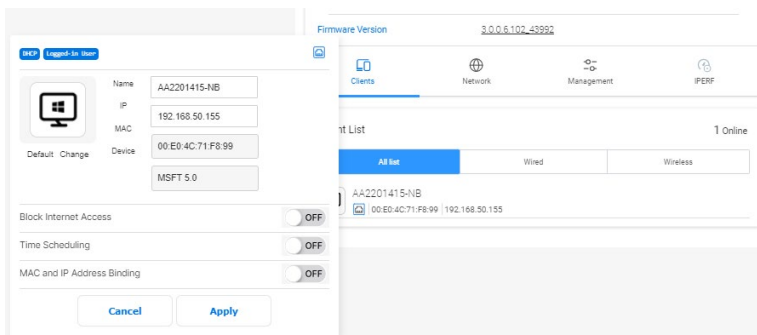 Firmware Version 3.0.0.6.102_43992
Clients Network Management IPERF
1 Online
All list Wired Wireless
AA2201415-NB
00:E0:4C:71:F8:99 192.168.50.155
DHCP Logged-in User
Name AA2201415-NB
IP 192.168.50.155
MAC 00:E0:4C:71:F8:99
Device MSFT 5.0
Default Change
Block Internet Access OFF
Time Scheduling OFF
MAC and IP Address Binding OFF
Cancel Apply